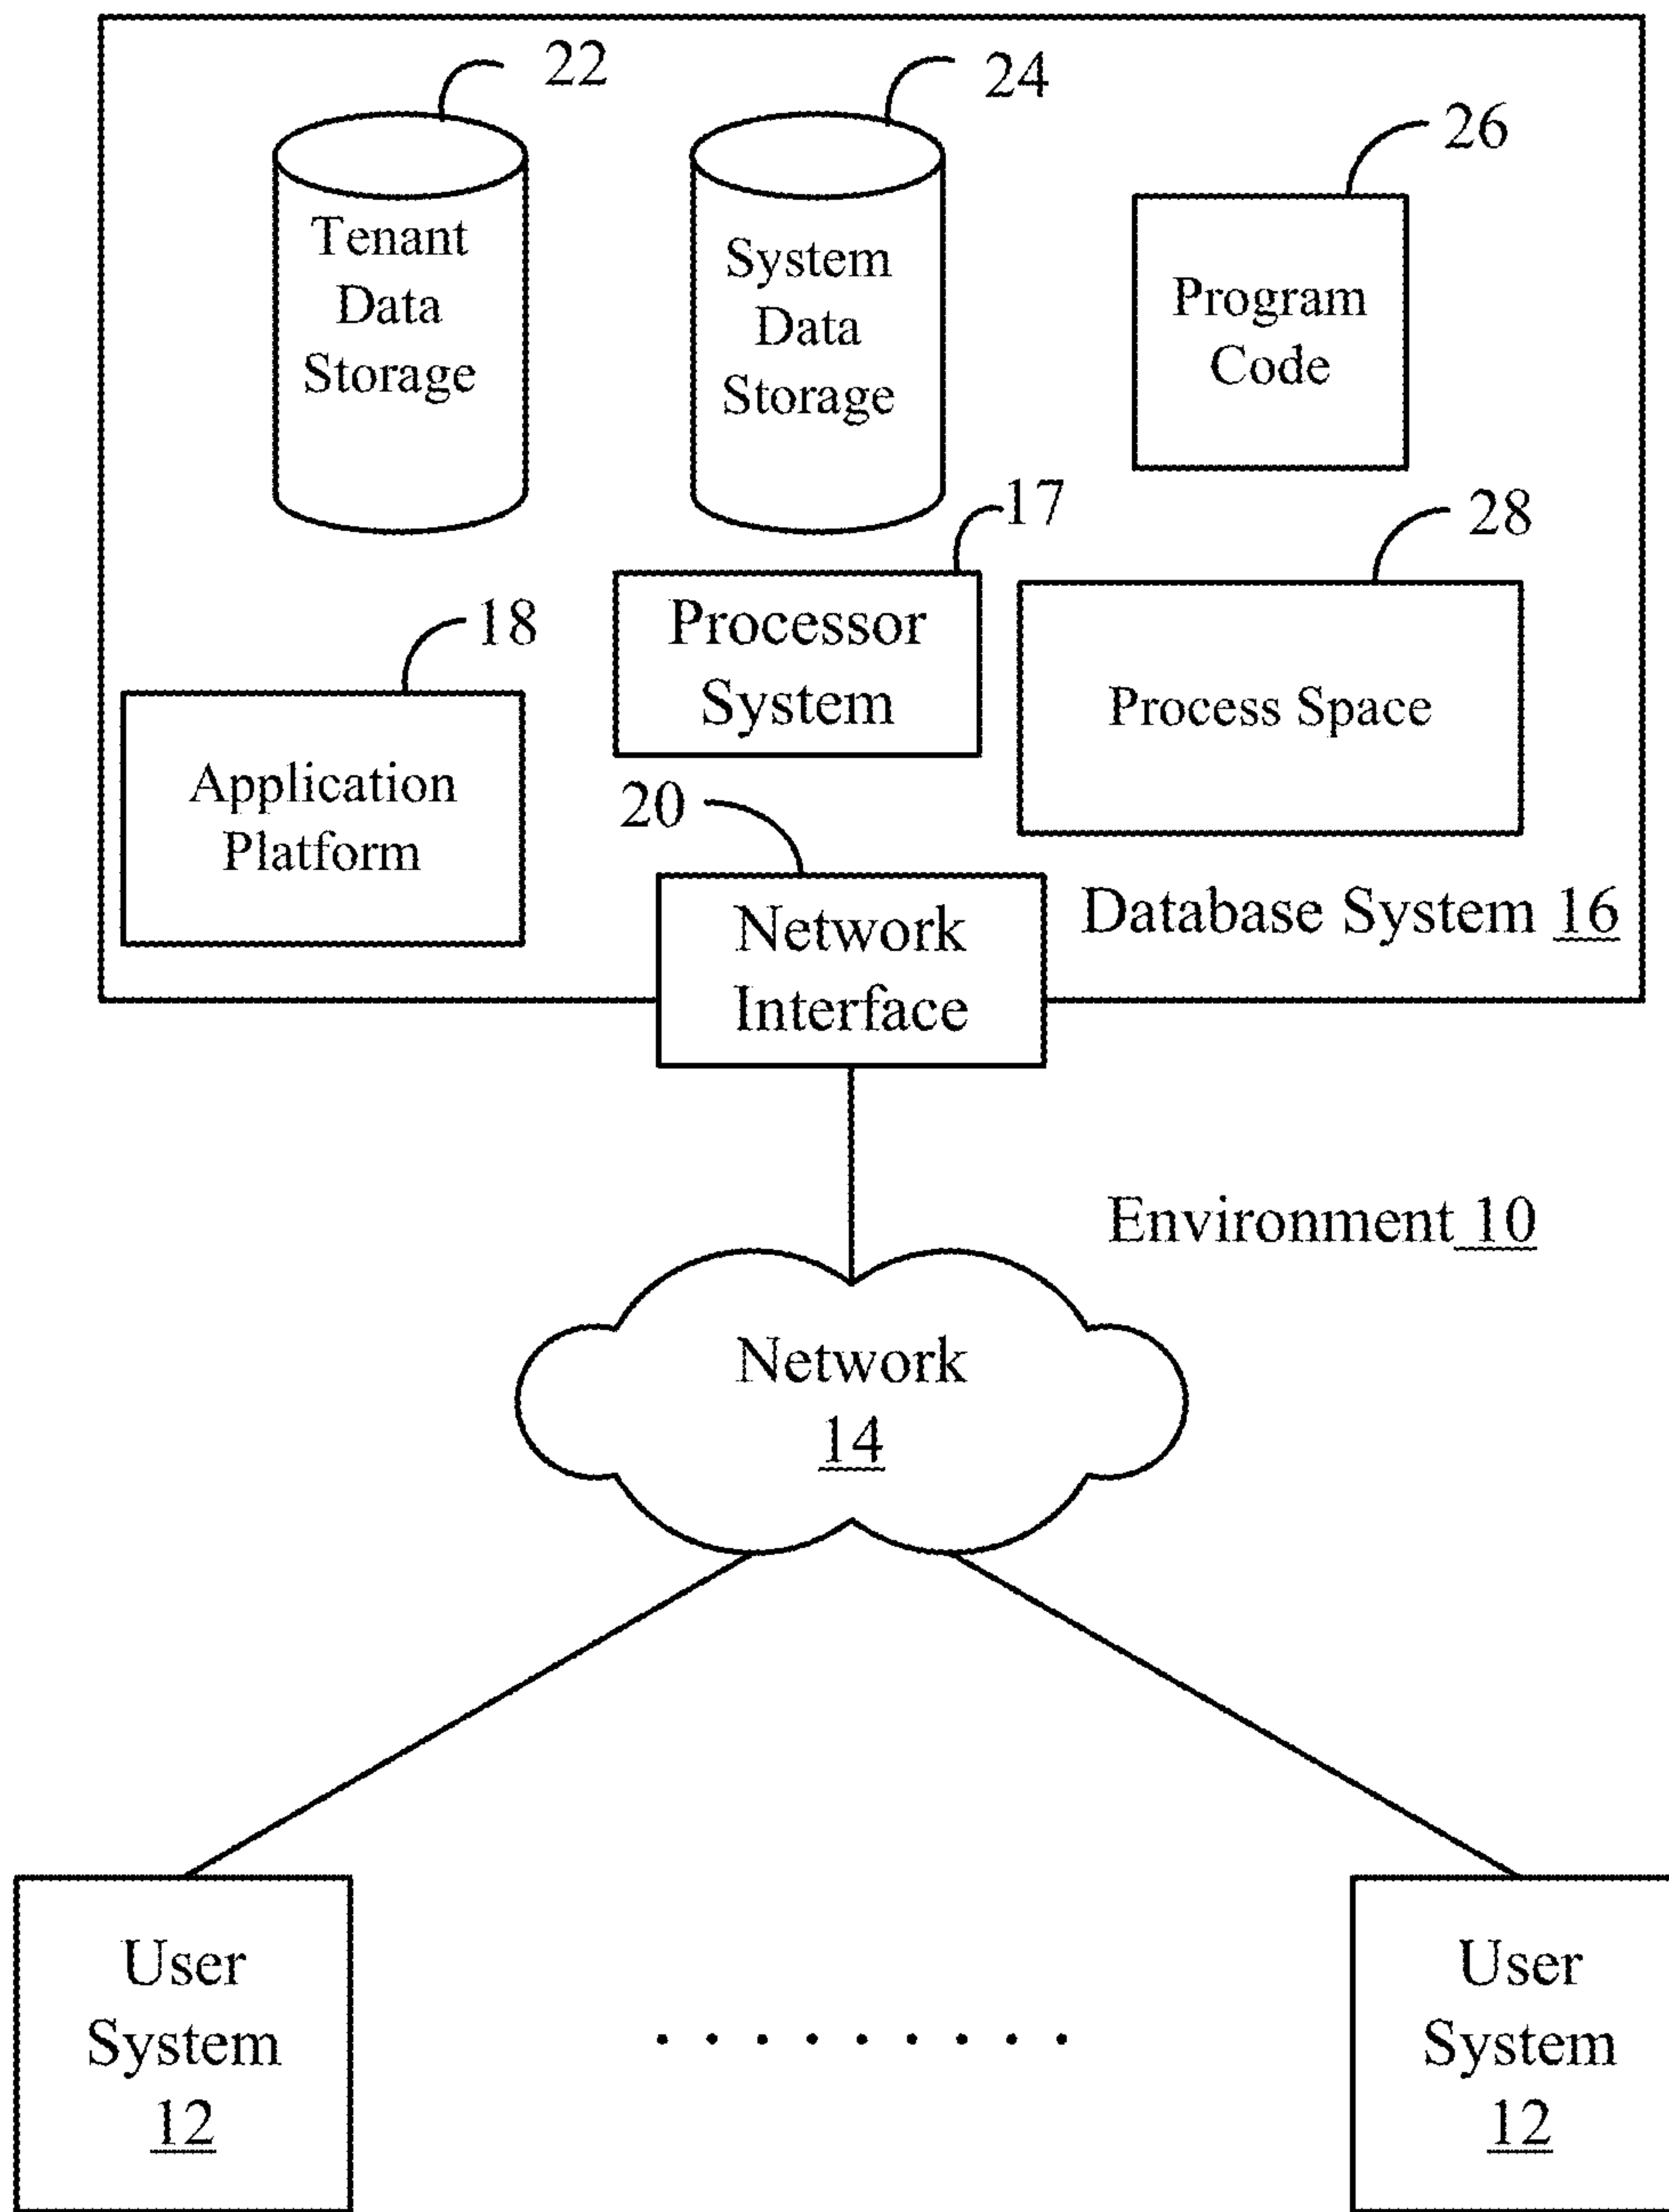 22
24
26
Tenant
Data
Storage
System
Data
Storage
Program
Code
17
28
18
Processor
System
Process Space
Application
Platform
20
Network
Interface
Database System 16
Environment 10
Network
14
User
System
12
User
System
12